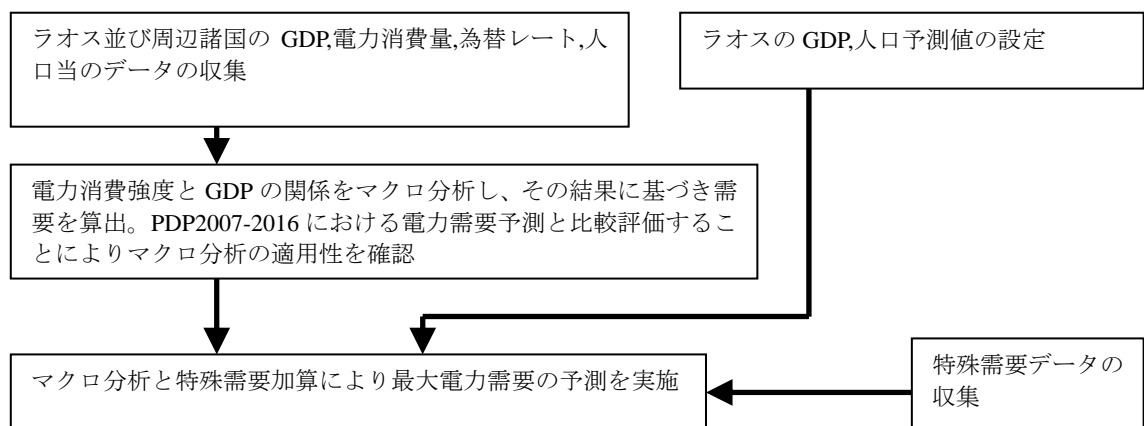 ラオス並び周辺諸国の GDP,電力消費量,為替レート,人
口当のデータの収集
ラオスの GDP,人口予測値の設定
電力消費強度と GDP の関係をマクロ分析し、その結果に基づき需
要を算出。PDP2007-2016 における電力需要予測と比較評価するこ
とによりマクロ分析の適用性を確認
マクロ分析と特殊需要加算により最大電力需要の予測を実施
特殊需要データの
収集